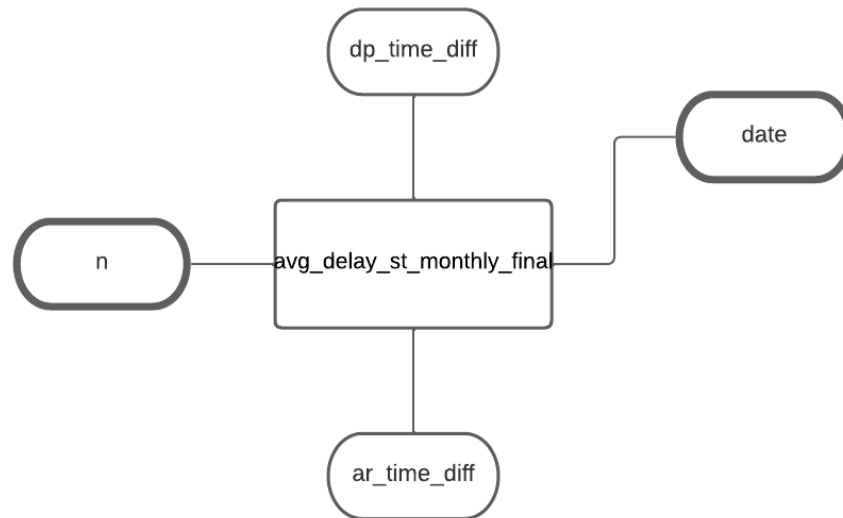 dp_time_diff
date
n
avg_delay_st_monthly_final
ar_time_diff